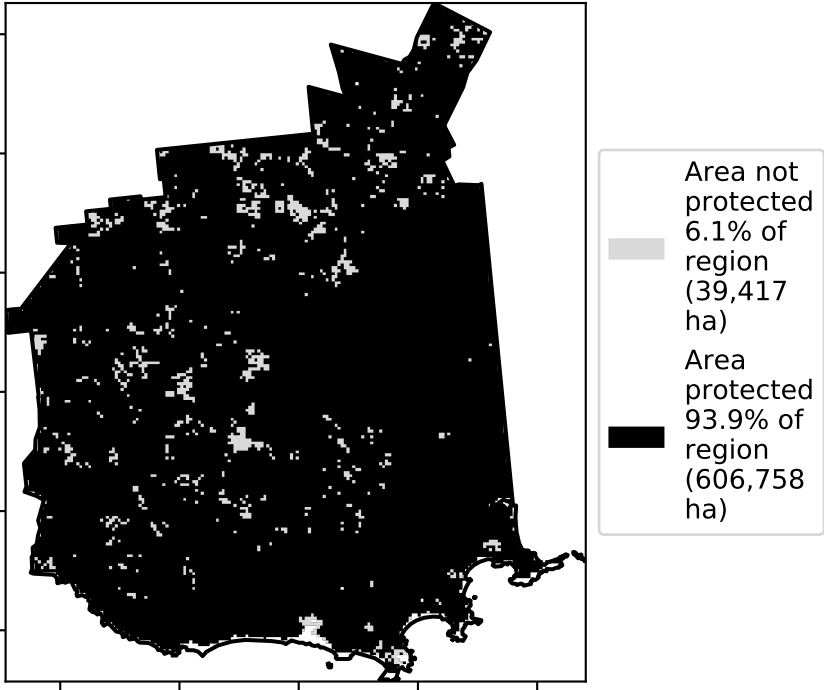 Area not
protected
6.1% of
region
(39,417
ha)
Area
protected
93.9% of
region
(606,758
ha)